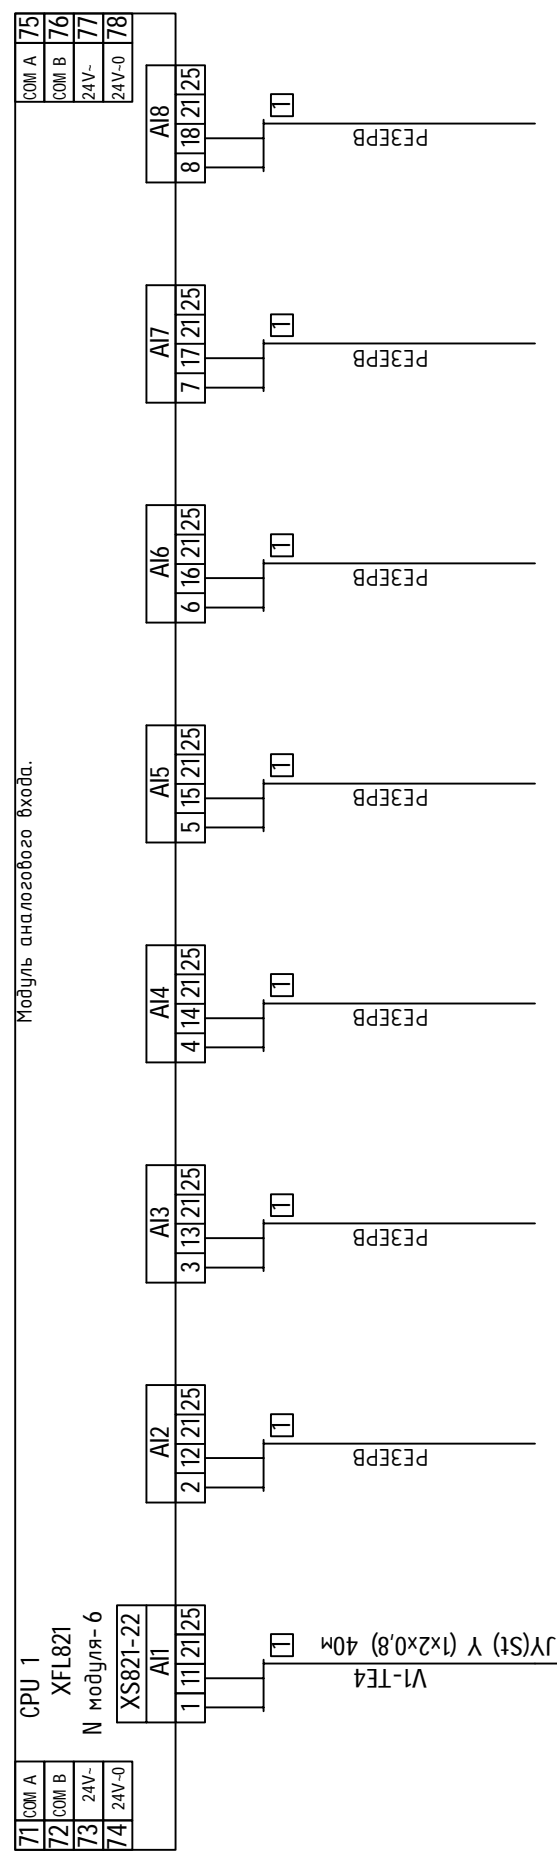 71 COM A
72 COM B
73 24V~
74 24V-0
CPU 1
XFL821
N модуля- 6
XS821-22
Модуль аналогового входа.
COM A 75
COM B 76
24V~ 77
24V-0 78
AI1
1 11 21 25
1
V1-TE4
JY(St) Y (1x2x0,8) 40м
AI2
2 12 21 25
1
РЕЗЕРВ
AI3
3 13 21 25
1
РЕЗЕРВ
AI4
4 14 21 25
1
РЕЗЕРВ
AI5
5 15 21 25
1
РЕЗЕРВ
AI6
6 16 21 25
1
РЕЗЕРВ
AI7
7 17 21 25
1
РЕЗЕРВ
AI8
8 18 21 25
1
РЕЗЕРВ